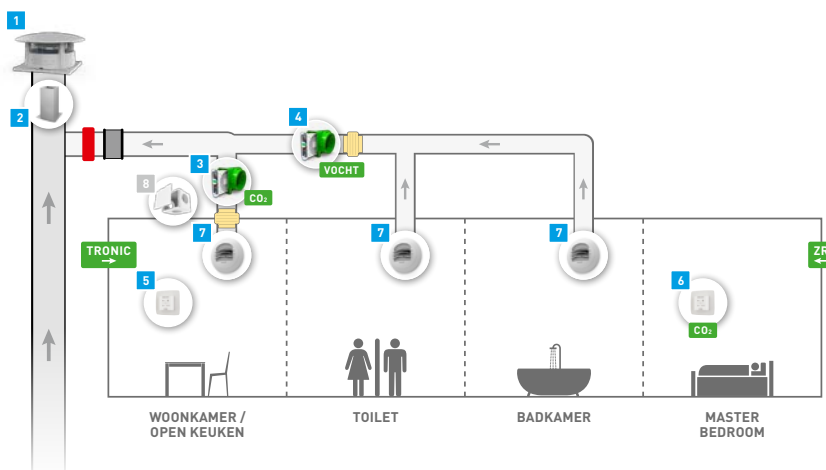 1
2
4
VOCHT
3
CO₂
8
7
7
7
TRONIC
ZR
5
6
CO₂
WOONKAMER /
OPEN KEUKEN
TOILET
BADKAMER
MASTER
BEDROOM